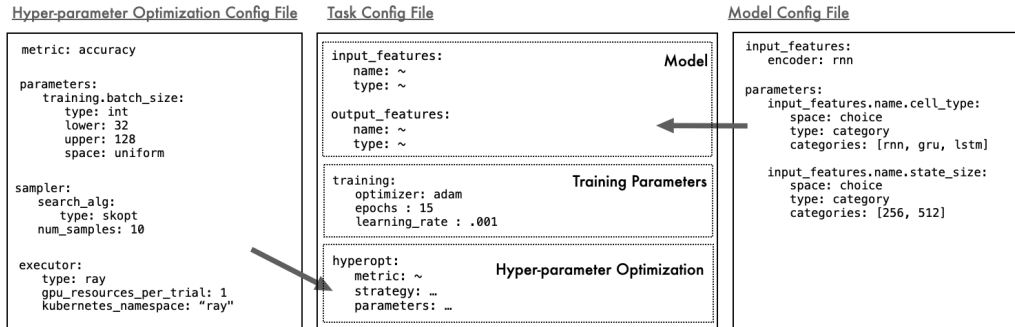 Hyper-parameter Optimization Config File
metric: accuracy
parameters:
training.batch_size:
type: int
lower: 32
upper: 128
space: uniform
sampler:
search_alg:
type: skopt
num_samples: 10
executor:
type: ray
gpu_resources_per_trial: 1
kubernetes_namespace: “ray"
Task Config File
input_features:
name: ~
type: ~
output_features:
name: ~
type: ~
Model
training:
optimizer: adam
epochs : 15
learning_rate : .001
Training Parameters
hyperopt:
metric: ~
strategy: …
parameters: …
Hyper-parameter Optimization
Model Config File
input_features:
encoder: rnn
parameters:
input_features.name.cell_type:
space: choice
type: category
categories: [rnn, gru, lstm]
input_features.name.state_size:
space: choice
type: category
categories: [256, 512]